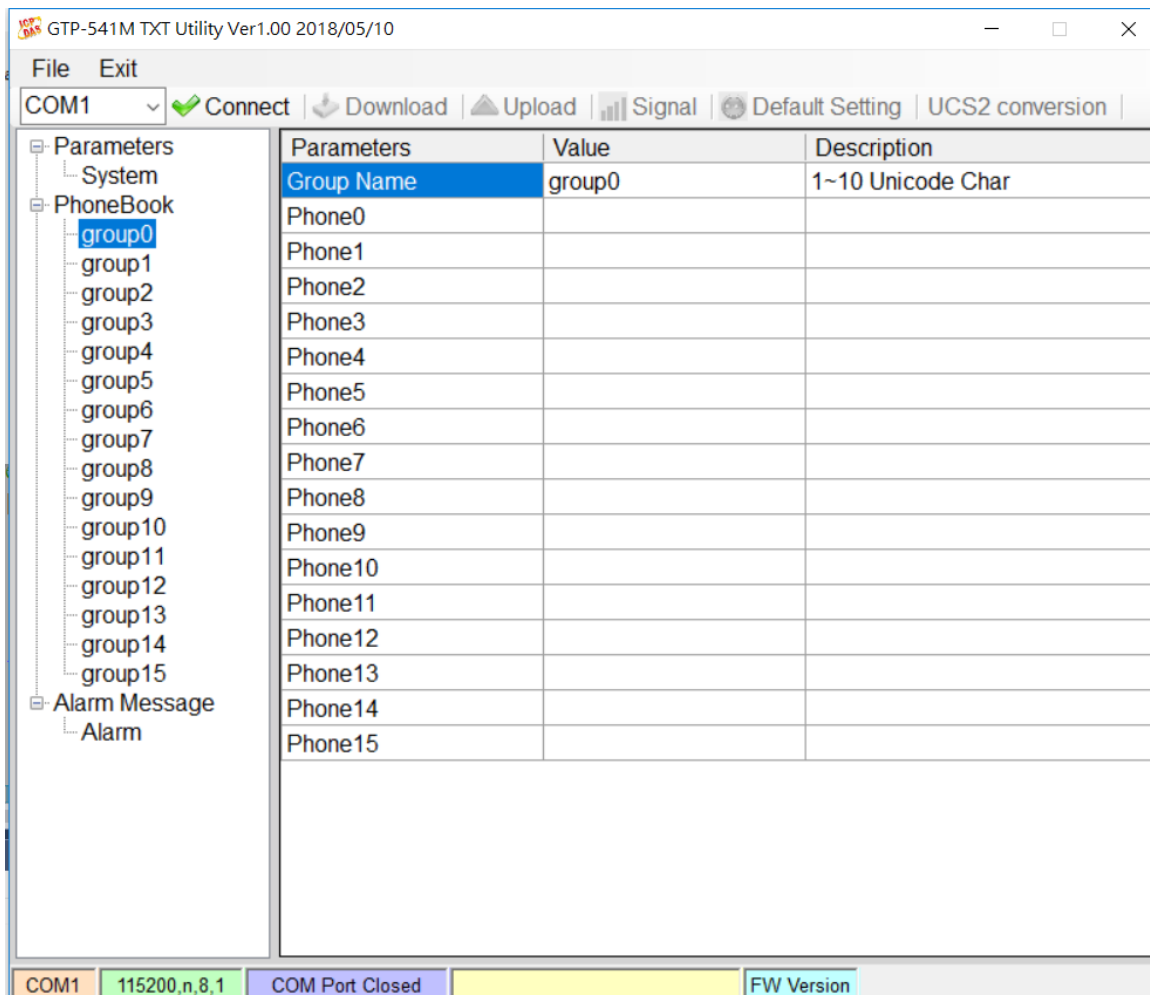 GTP-541M TXT Utility Ver1.00 2018/05/10
File Exit
COM1 Connect Download Upload Signal Default Setting UCS2 conversion
Parameters
System
PhoneBook
group0
group1
group2
group3
group4
group5
group6
group7
group8
group9
group10
group11
group12
group13
group14
group15
Alarm Message
Alarm
Parameters Value Description
Group Name group0 1~10 Unicode Char
Phone0
Phone1
Phone2
Phone3
Phone4
Phone5
Phone6
Phone7
Phone8
Phone9
Phone10
Phone11
Phone12
Phone13
Phone14
Phone15
COM1 115200,n,8,1 COM Port Closed FW Version